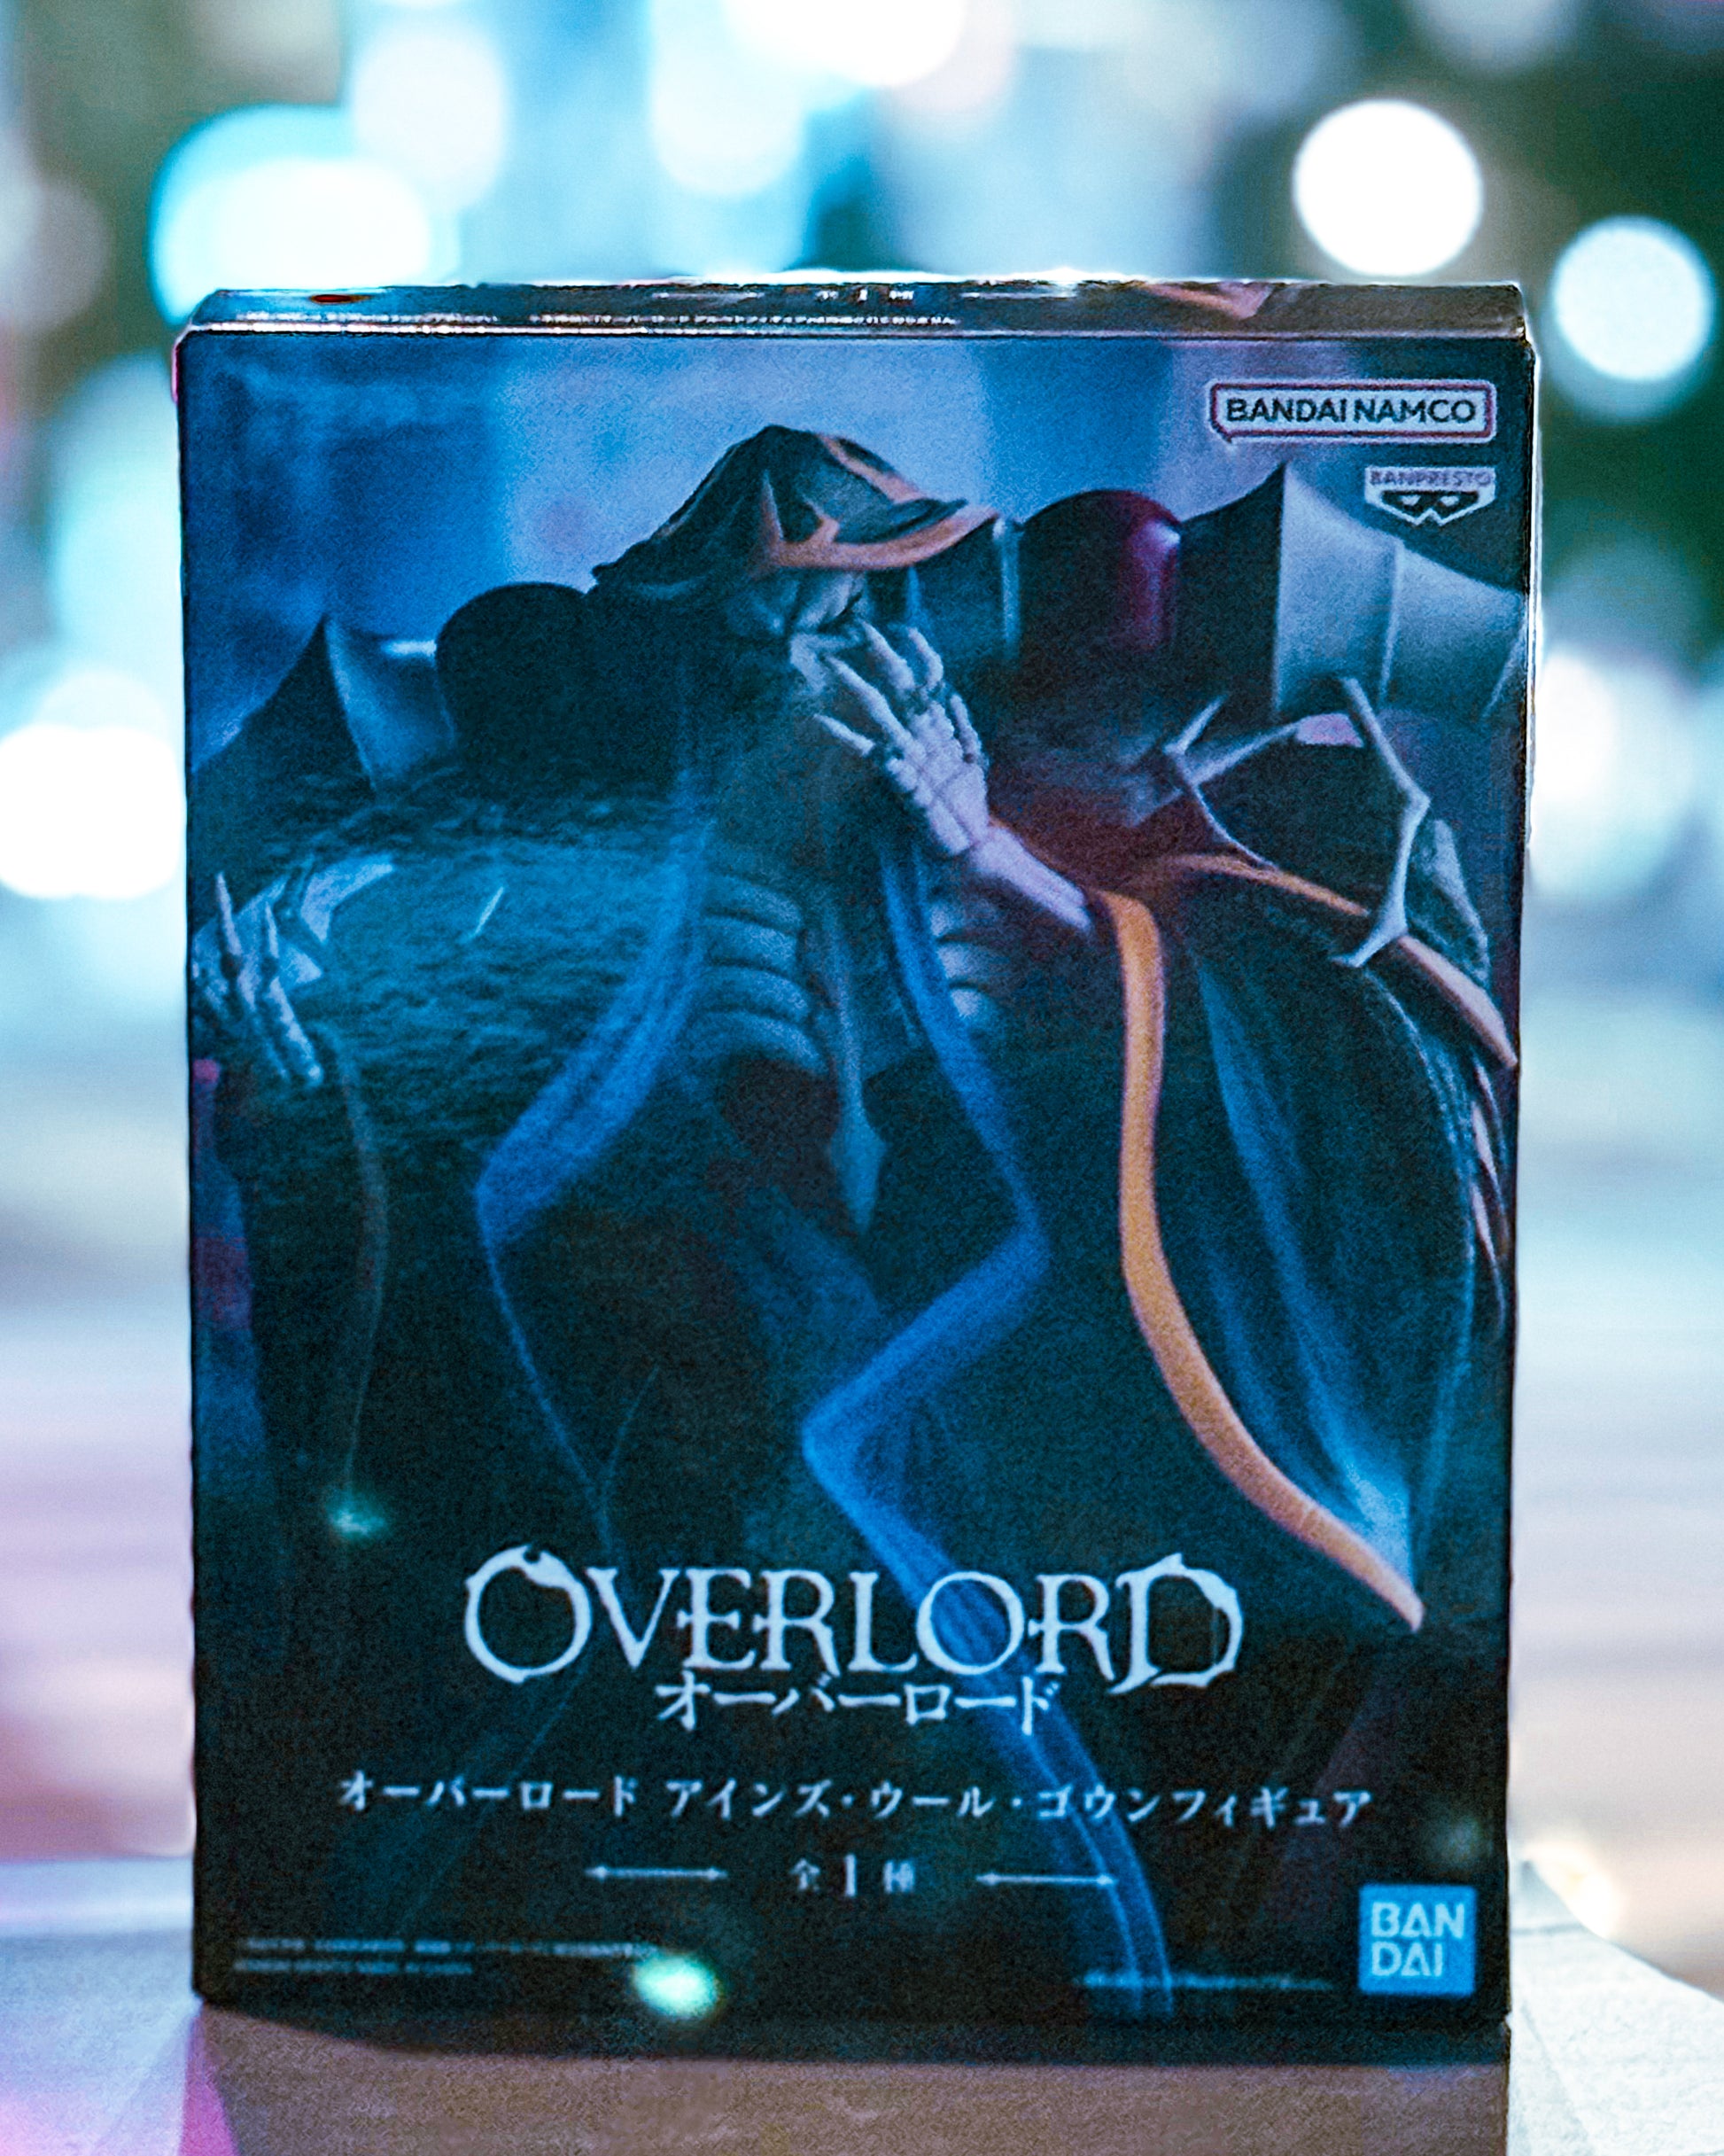 BANDAI NAMCO
BANPRESTO
OVERLORD
オーバーロード
オーバーロード アインズ・ウール・ゴウンフィギュア
全1種
BAN
DAI